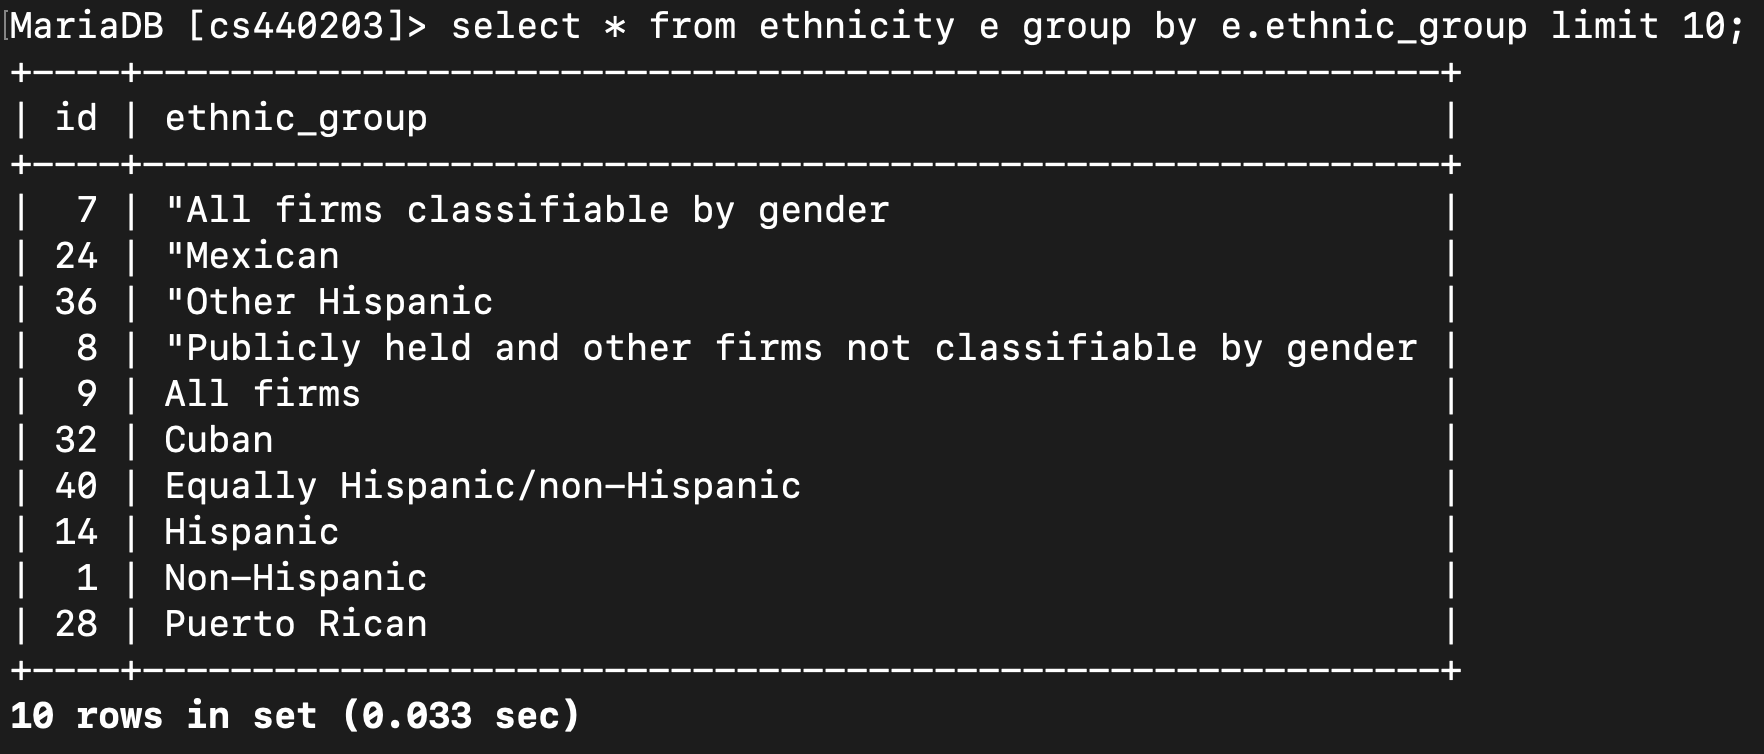 MariaDB [cs440203]> select * from ethnicity e group by e.ethnic_group limit 10;
+----+-----------------------------------------------------------+
| id | ethnic_group                                              |
+----+-----------------------------------------------------------+
|  7 | "All firms classifiable by gender                         |
| 24 | "Mexican                                                  |
| 36 | "Other Hispanic                                           |
|  8 | "Publicly held and other firms not classifiable by gender |
|  9 | All firms                                                 |
| 32 | Cuban                                                     |
| 40 | Equally Hispanic/non-Hispanic                             |
| 14 | Hispanic                                                  |
|  1 | Non-Hispanic                                              |
| 28 | Puerto Rican                                              |
+----+-----------------------------------------------------------+
10 rows in set (0.033 sec)